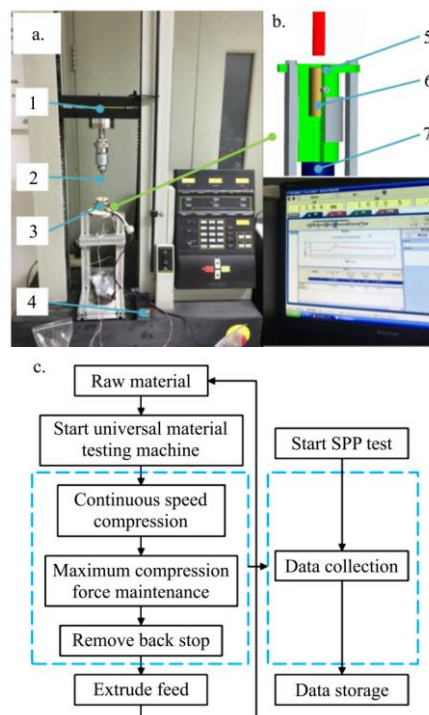 a.
1
2
3
4
b.
5
6
7
c.
Raw material
Start universal material
testing machine
Continuous speed
compression
Maximum compression
force maintenance
Remove back stop
Extrude feed
Start SPP test
Data collection
Data storage